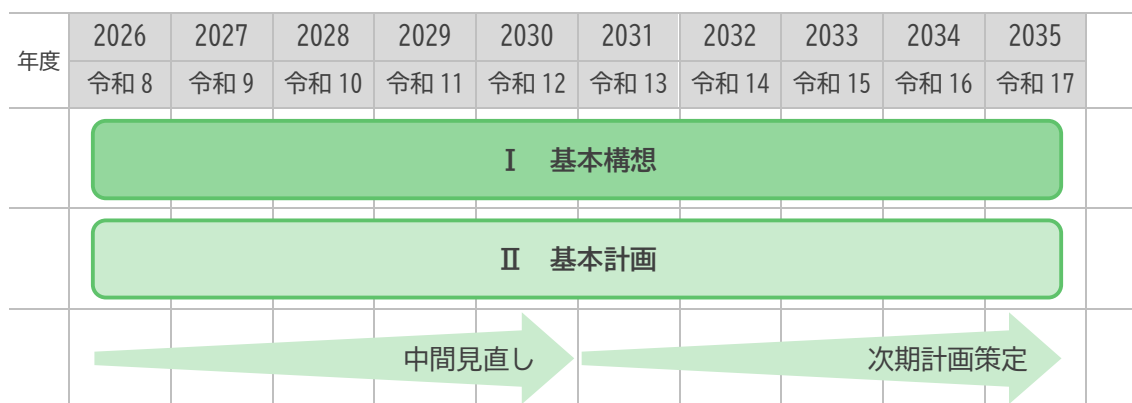 年度
2026 2027 2028 2029 2030 2031 2032 2033 2034 2035
令和 8 令和 9 令和 10 令和 11 令和 12 令和 13 令和 14 令和 15 令和 16 令和 17
Ⅰ 基本構想
Ⅱ 基本計画
中間見直し 次期計画策定